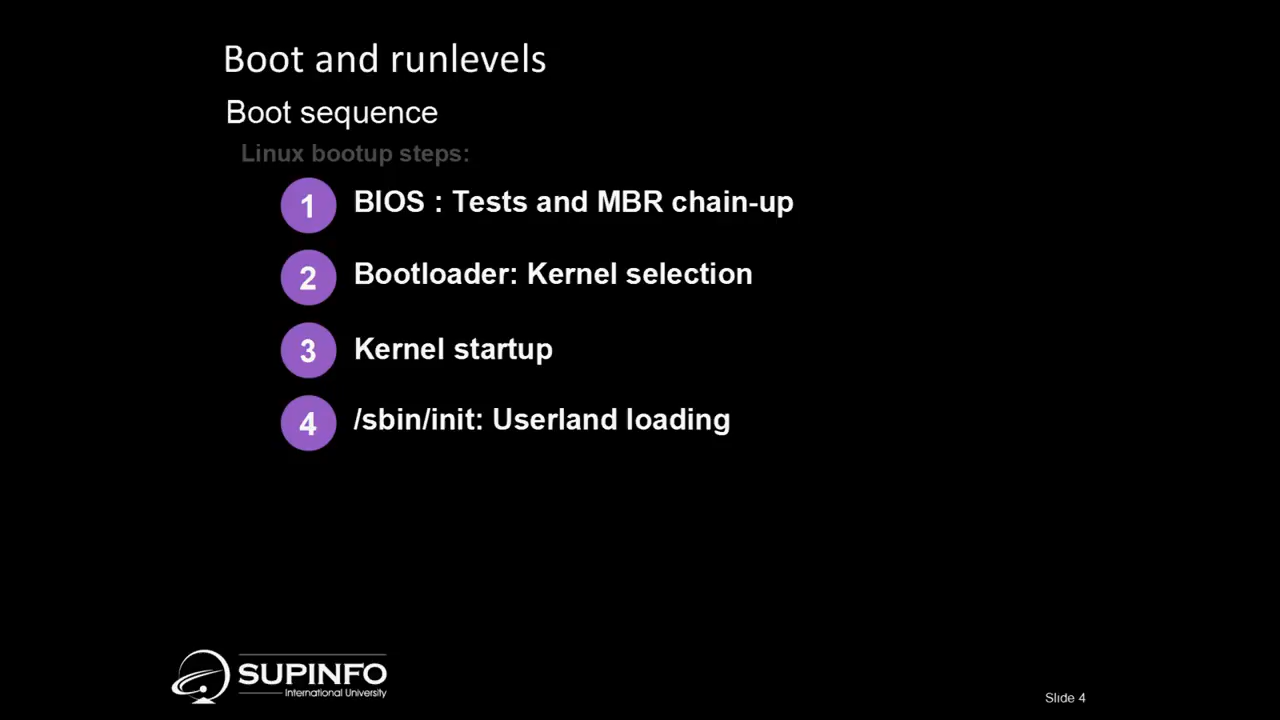 Boot and runlevels
Boot sequence
Linux bootup steps:
1 BIOS : Tests and MBR chain-up
2 Bootloader: Kernel selection
3 Kernel startup
4 /sbin/init: Userland loading
SUPINFO
International University
Slide 4